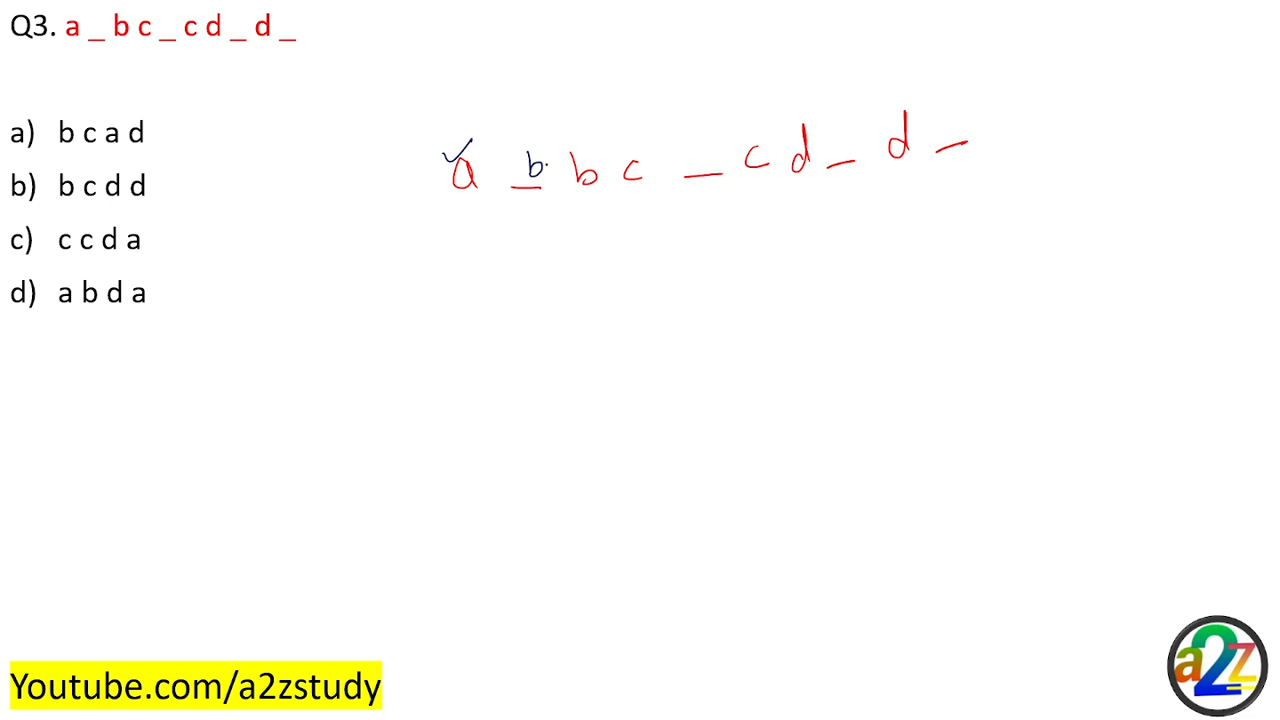 Q3. a _ b c _ c d _ d _
a b b c _ c d _ d _
a) b c a d
b) b c d d
c) c c d a
d) a b d a
Youtube.com/a2zstudy
a2z